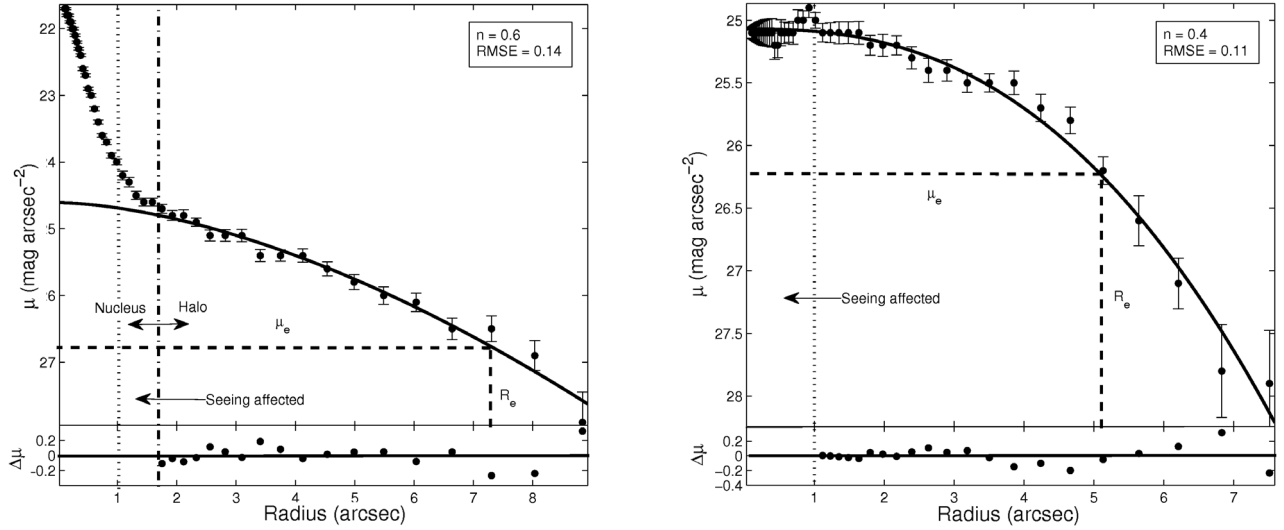 22
23
4
5
6
27
μ (mag arcsec⁻²)
n = 0.6
RMSE = 0.14
Nucleus
Halo
μe
Re
Seeing affected
0.2
0
−0.2
Δμ
1 2 3 4 5 6 7 8
Radius (arcsec)
25
25.5
26
26.5
27
27.5
28
μ (mag arcsec⁻²)
n = 0.4
RMSE = 0.11
μe
Seeing affected
Re
0.2
0
−0.2
−0.4
Δμ
1 2 3 4 5 6 7
Radius (arcsec)